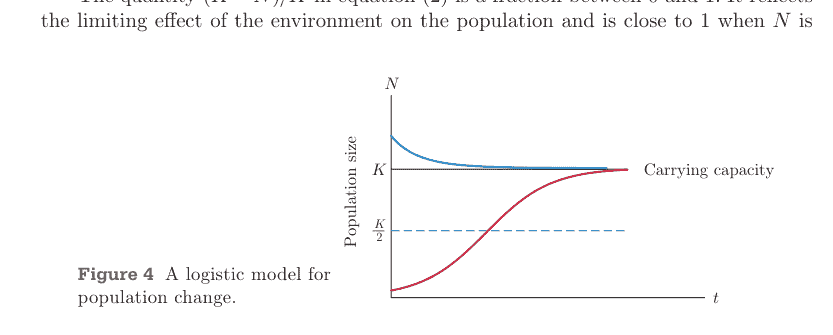 the limiting effect of the environment on the population and is close to 1 when N is
N
Population size
K
Carrying capacity
K/2
t
Figure 4 A logistic model for
population change.